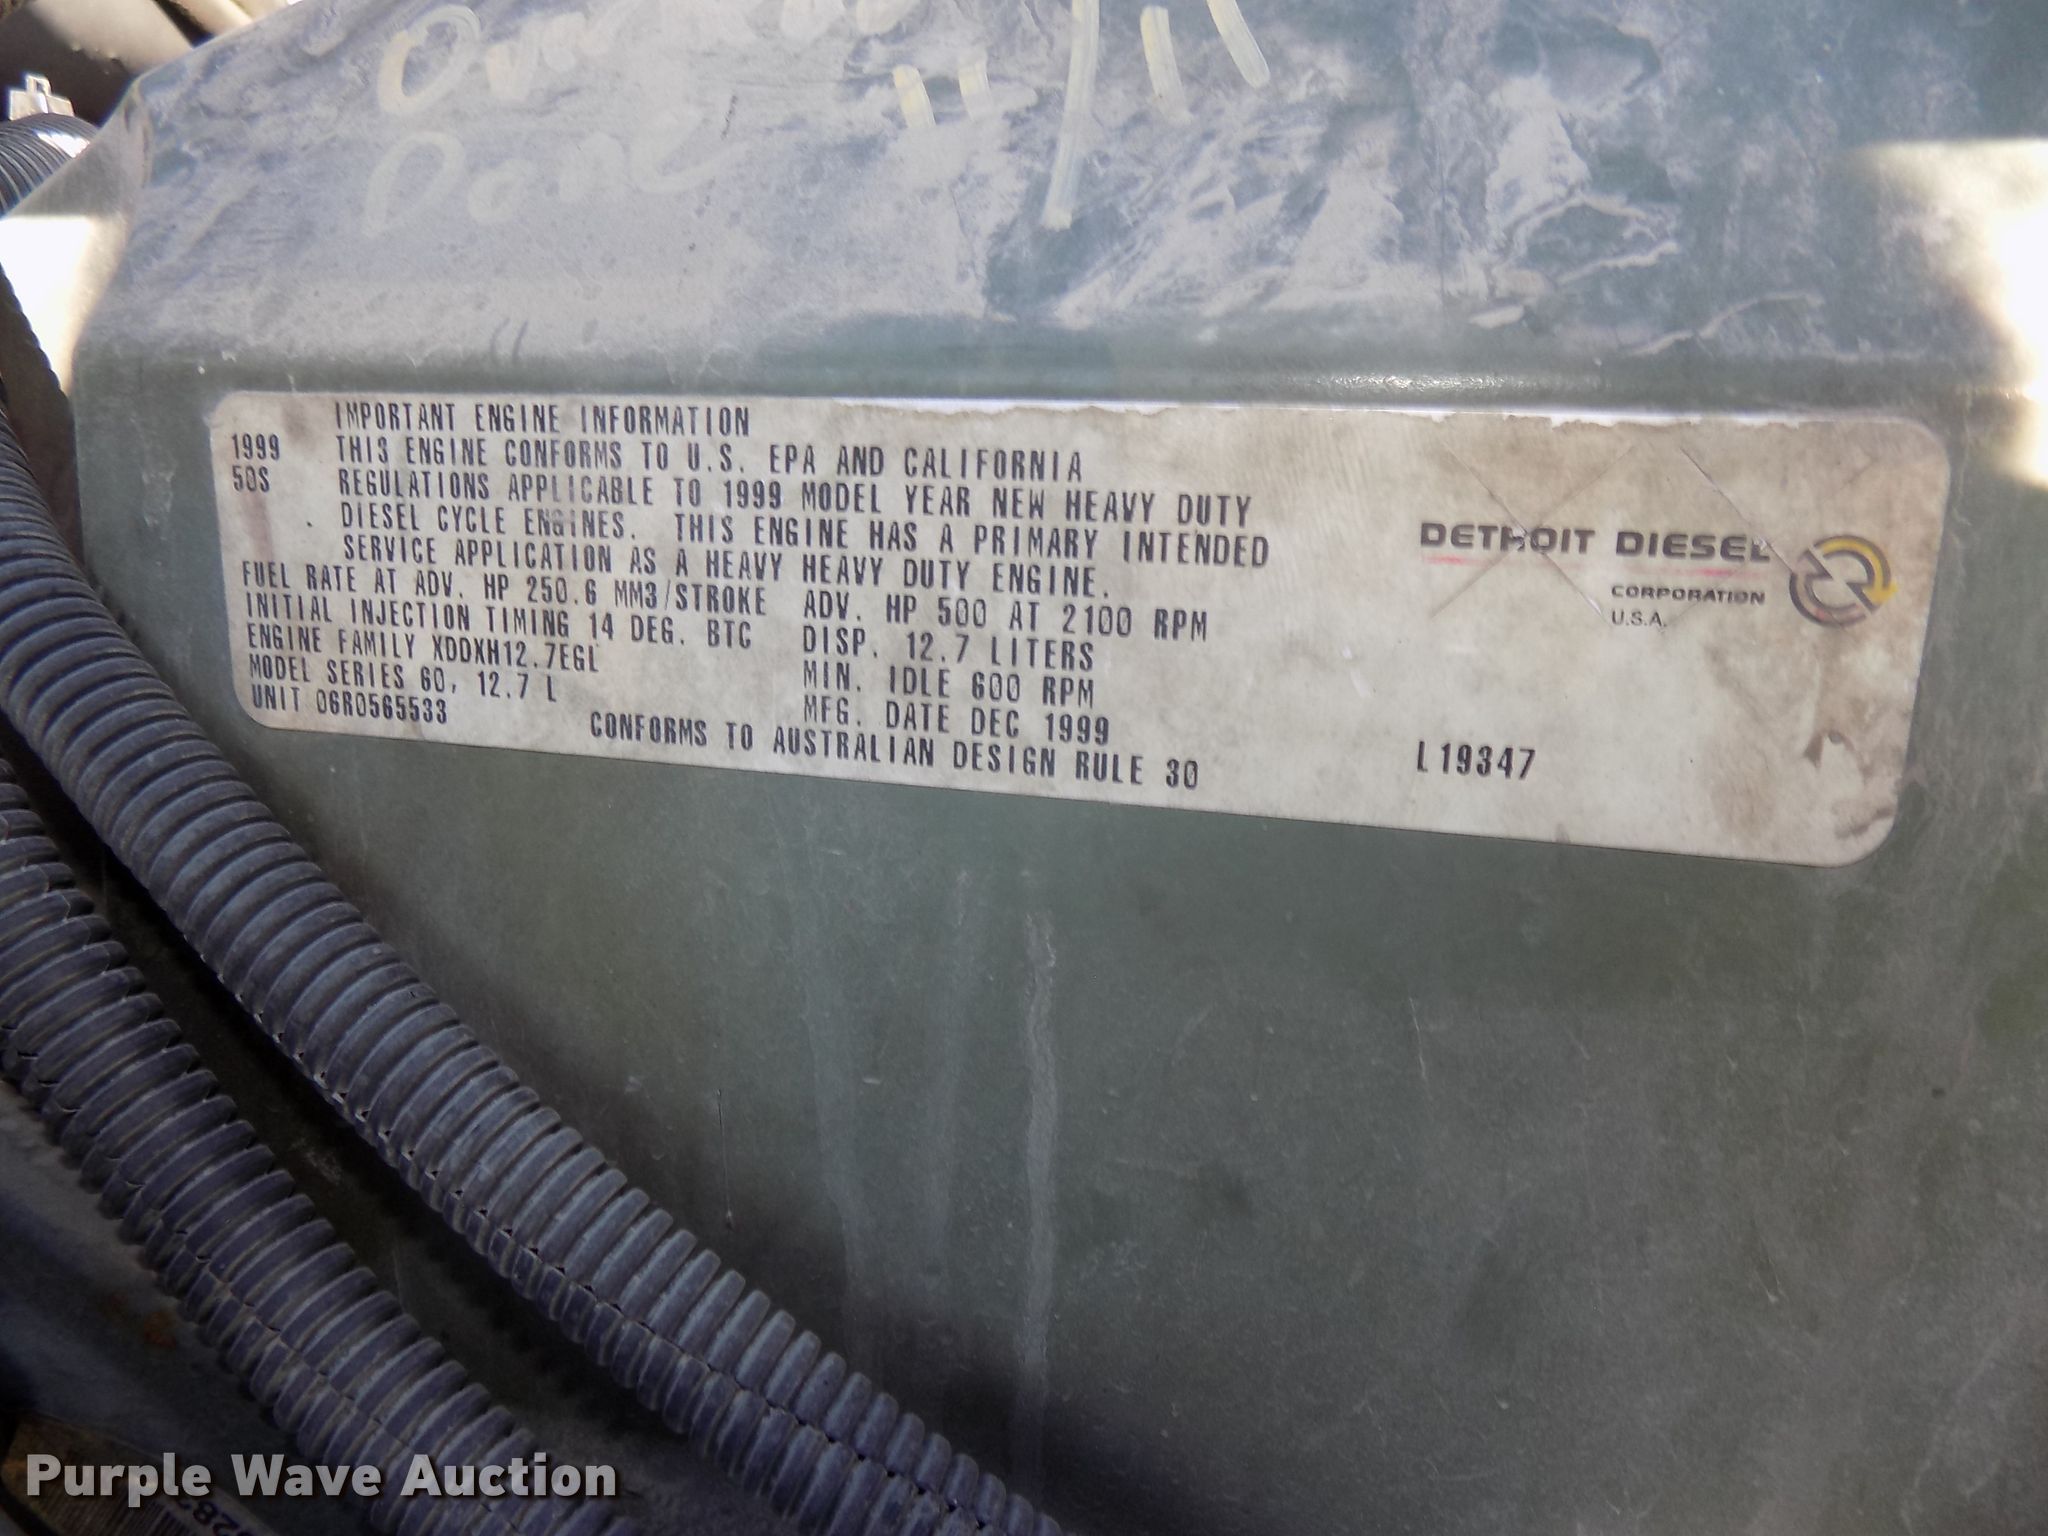 Done
IMPORTANT ENGINE INFORMATION
1999 THIS ENGINE CONFORMS TO U.S. EPA AND CALIFORNIA
50S REGULATIONS APPLICABLE TO 1999 MODEL YEAR NEW HEAVY DUTY
DIESEL CYCLE ENGINES. THIS ENGINE HAS A PRIMARY INTENDED
SERVICE APPLICATION AS A HEAVY HEAVY DUTY ENGINE.
FUEL RATE AT ADV. HP 250.6 MM3/STROKE ADV. HP 500 AT 2100 RPM
INITIAL INJECTION TIMING 14 DEG. BTC DISP. 12.7 LITERS
ENGINE FAMILY XDDXH12.7EGL MIN. IDLE 600 RPM
MODEL SERIES 60, 12.7 L MFG. DATE DEC 1999
UNIT 06R0565533
CONFORMS TO AUSTRALIAN DESIGN RULE 30
L19347
DETROIT DIESEL
CORPORATION
U.S.A.
Purple Wave Auction